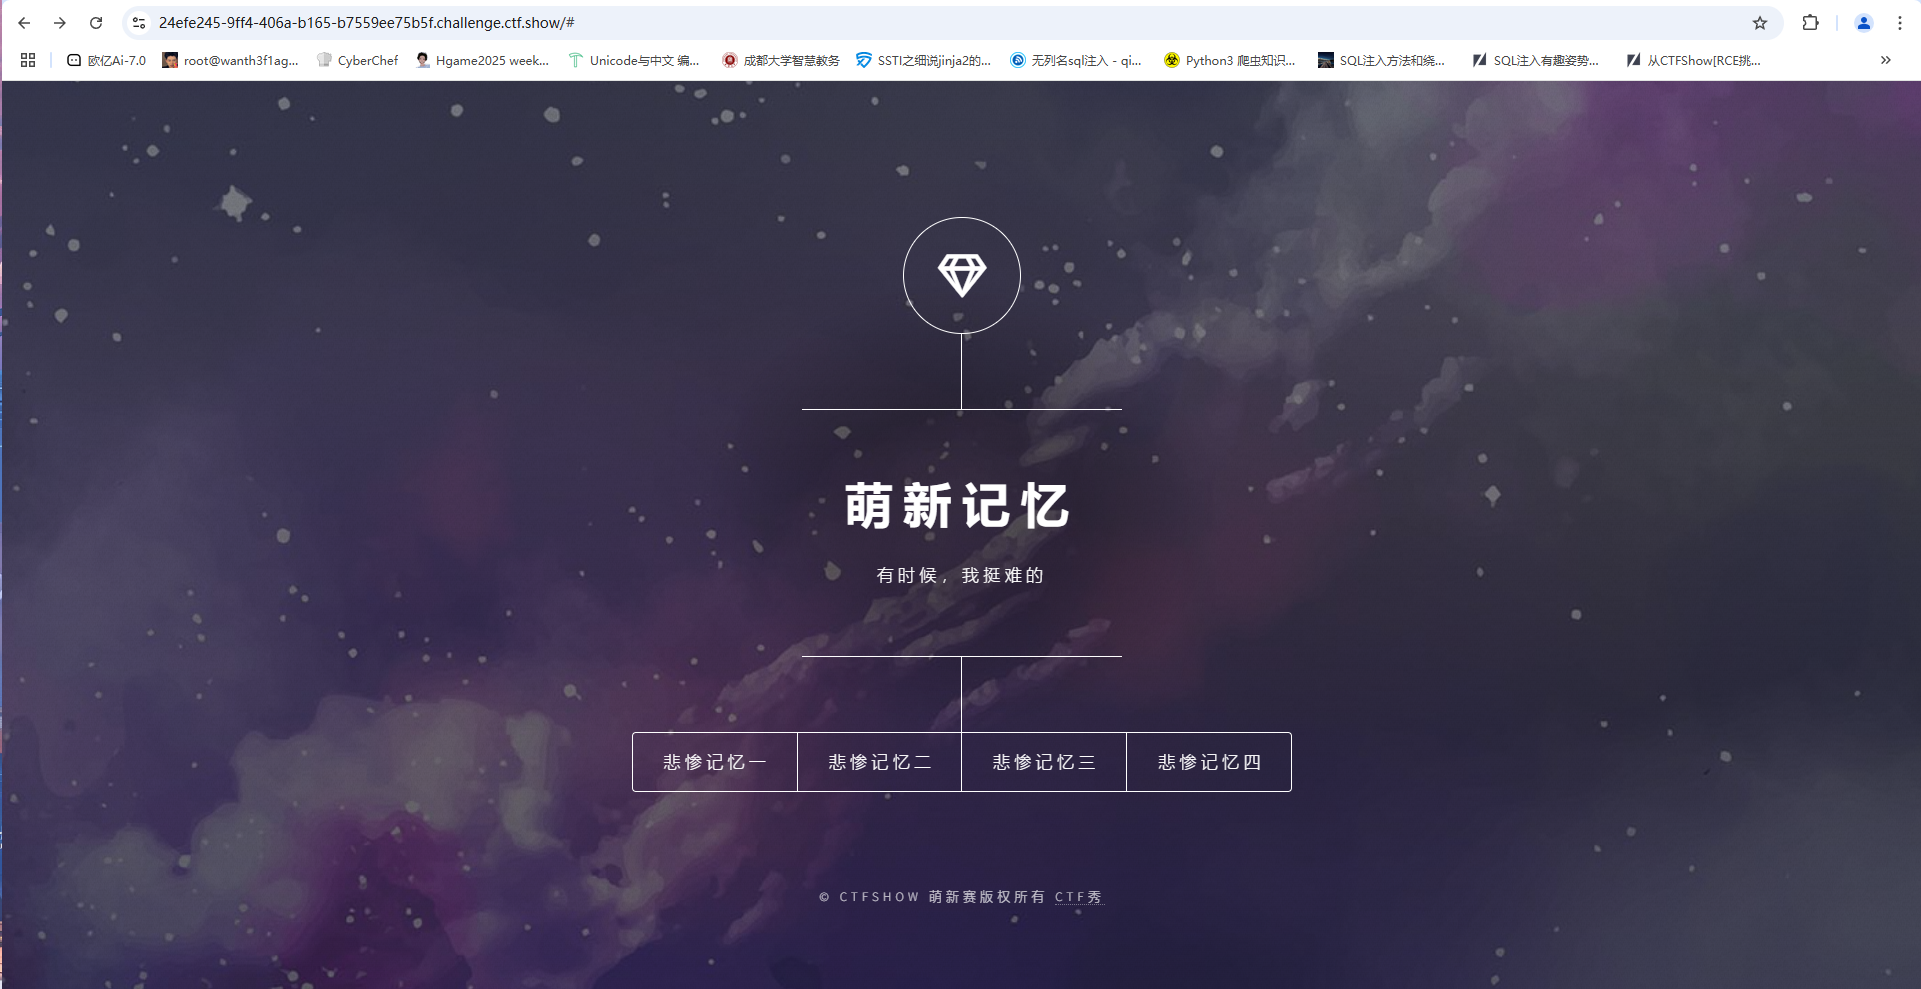 24efe245-9ff4-406a-b165-b7559ee75b5f.challenge.ctf.show/#
欧亿Ai-7.0 root@wanth3f1ag... CyberChef Hgame2025 week... Unicode与中文 编... 成都大学智慧教务 SSTI之细说jinja2的... 无列名sql注入 - qi... Python3 爬虫知识... SQL注入方法和绕... SQL注入有趣姿势... 从CTFShow[RCE挑...
萌新记忆
有时候，我挺难的
悲惨记忆一 悲惨记忆二 悲惨记忆三 悲惨记忆四
© CTFSHOW 萌新赛版权所有 CTF秀